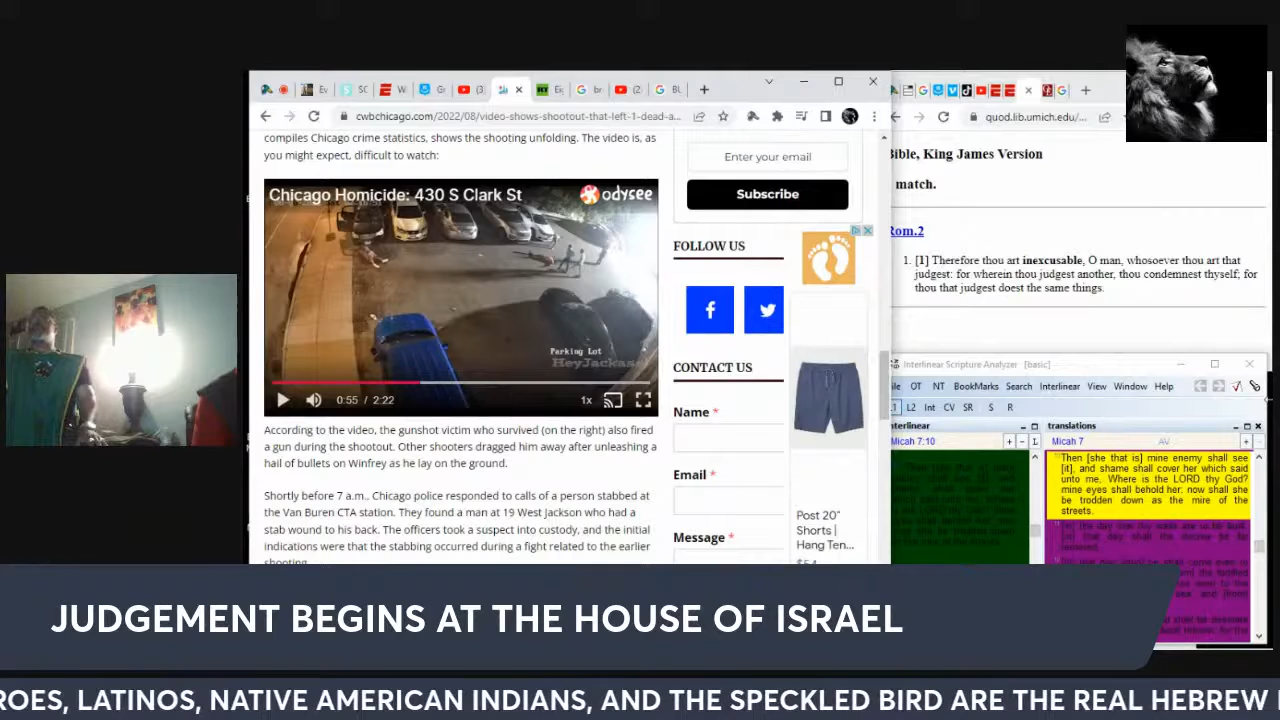 cwbchicago.com/2022/08/video-shows-shootout-that-left-1-dead-a...
compiles Chicago crime statistics, shows the shooting unfolding. The video is, as
you might expect, difficult to watch:
Chicago Homicide: 430 S Clark St
odysee
Parking Lot
HeyJackass
0:55 / 2:22
1x
According to the video, the gunshot victim who survived (on the right) also fired
a gun during the shootout. Other shooters dragged him away after unleashing a
hail of bullets on Winfrey as he lay on the ground.
Shortly before 7 a.m.. Chicago police responded to calls of a person stabbed at
the Van Buren CTA station. They found a man at 19 West Jackson who had a
stab wound to his back. The officers took a suspect into custody, and the initial
indications were that the stabbing occurred during a fight related to the earlier
shooting.
Enter your email
Subscribe
FOLLOW US
CONTACT US
Name *
Email *
Message *
Post 20"
Shorts |
Hang Ten...
$54
quod.lib.umich.edu/...
Bible, King James Version
match.
Rom.2
1. [1] Therefore thou art inexcusable, O man, whosoever thou art that
judgest: for wherein thou judgest another, thou condemnest thyself; for
thou that judgest doest the same things.
Interlinear Scripture Analyzer [basic]
ile OT NT BookMarks Search Interlinear View Window Help
L1 L2 Int CV SR S R
nterlinear
Micah 7:10
translations
Micah 7 AV
Then [she that is] mine enemy shall see
[it], and shame shall cover her which said
unto me, Where is the LORD thy God?
mine eyes shall behold her: now shall she
be trodden down as the mire of the
streets.
JUDGEMENT BEGINS AT THE HOUSE OF ISRAEL
ROES, LATINOS, NATIVE AMERICAN INDIANS, AND THE SPECKLED BIRD ARE THE REAL HEBREW